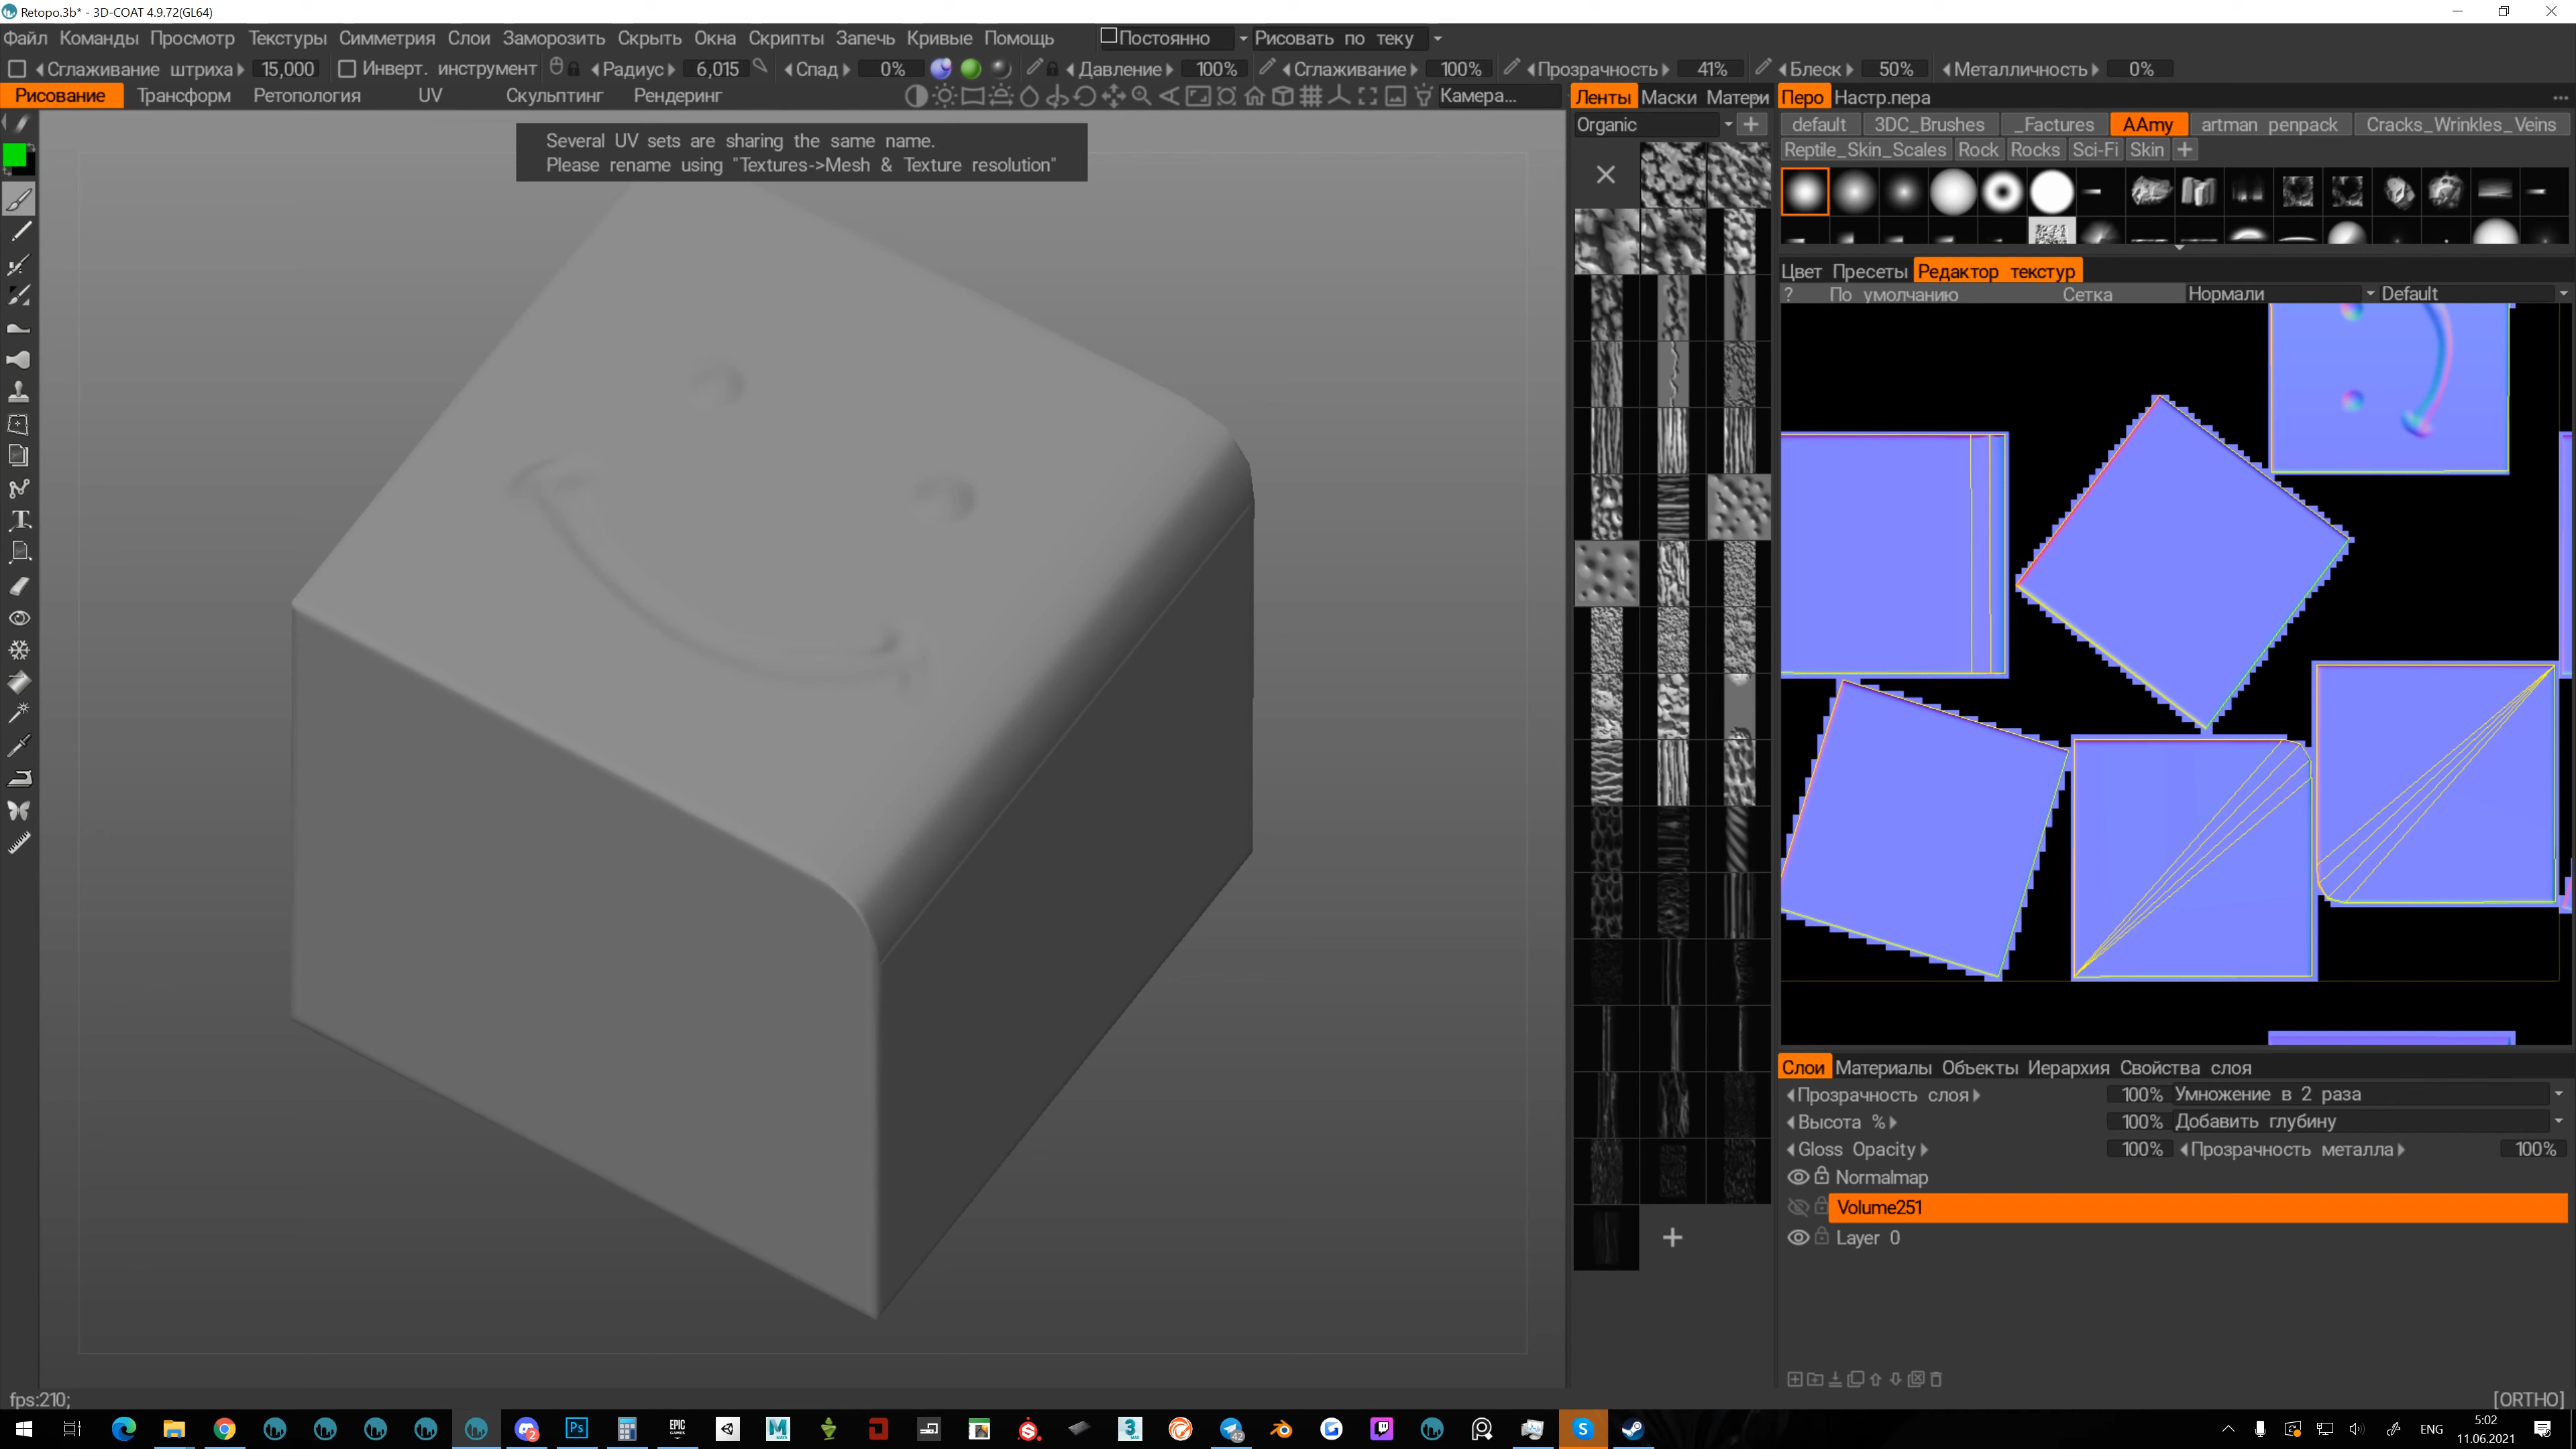 Retopo.3b* - 3D-COAT 4.9.72(GL64)
Файл Команды Просмотр Текстуры Симметрия Слои Заморозить Скрыть Окна Скрипты Запечь Кривые Помощь Постоянно Рисовать по теку
Сглаживание штриха 15,000 Инверт. инструмент Радиус 6,015 Спад 0% Давление 100% Сглаживание 100% Прозрачность 41% Блеск 50% Металличность 0%
Рисование Трансформ Ретопология UV Скульптинг Рендеринг Камера...
Several UV sets are sharing the same name.
Please rename using "Textures->Mesh & Texture resolution"
Ленты Маски Матери
Organic
Перо Настр.пера
default 3DC_Brushes _Factures AAmy artman penpack Cracks_Wrinkles_Veins
Reptile_Skin_Scales Rock Rocks Sci-Fi Skin
Цвет Пресеты Редактор текстур
? По умолчанию Сетка Нормали Default
Слои Материалы Объекты Иерархия Свойства слоя
Прозрачность слоя 100% Умножение в 2 раза
Высота % 100% Добавить глубину
Gloss Opacity 100% Прозрачность металла 100%
Normalmap
Volume251
Layer 0
fps:210;
[ORTHO]
2
Ps
EPIC
GAMES
M
3
42
S
ENG
5:02
11.06.2021